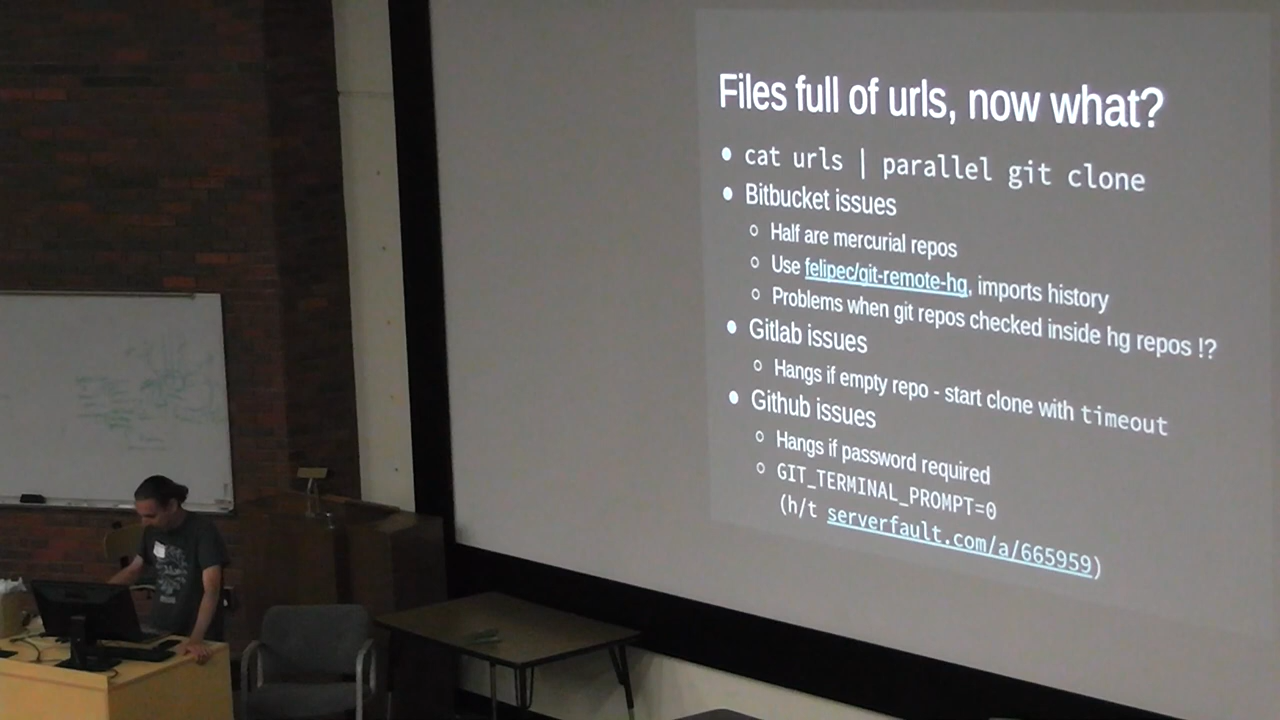 Files full of urls, now what?
● cat urls | parallel git clone
● Bitbucket issues
○ Half are mercurial repos
○ Use felipec/git-remote-hg, imports history
○ Problems when git repos checked inside hg repos !?
● Gitlab issues
○ Hangs if empty repo - start clone with timeout
● Github issues
○ Hangs if password required
○ GIT_TERMINAL_PROMPT=0
(h/t serverfault.com/a/665959)